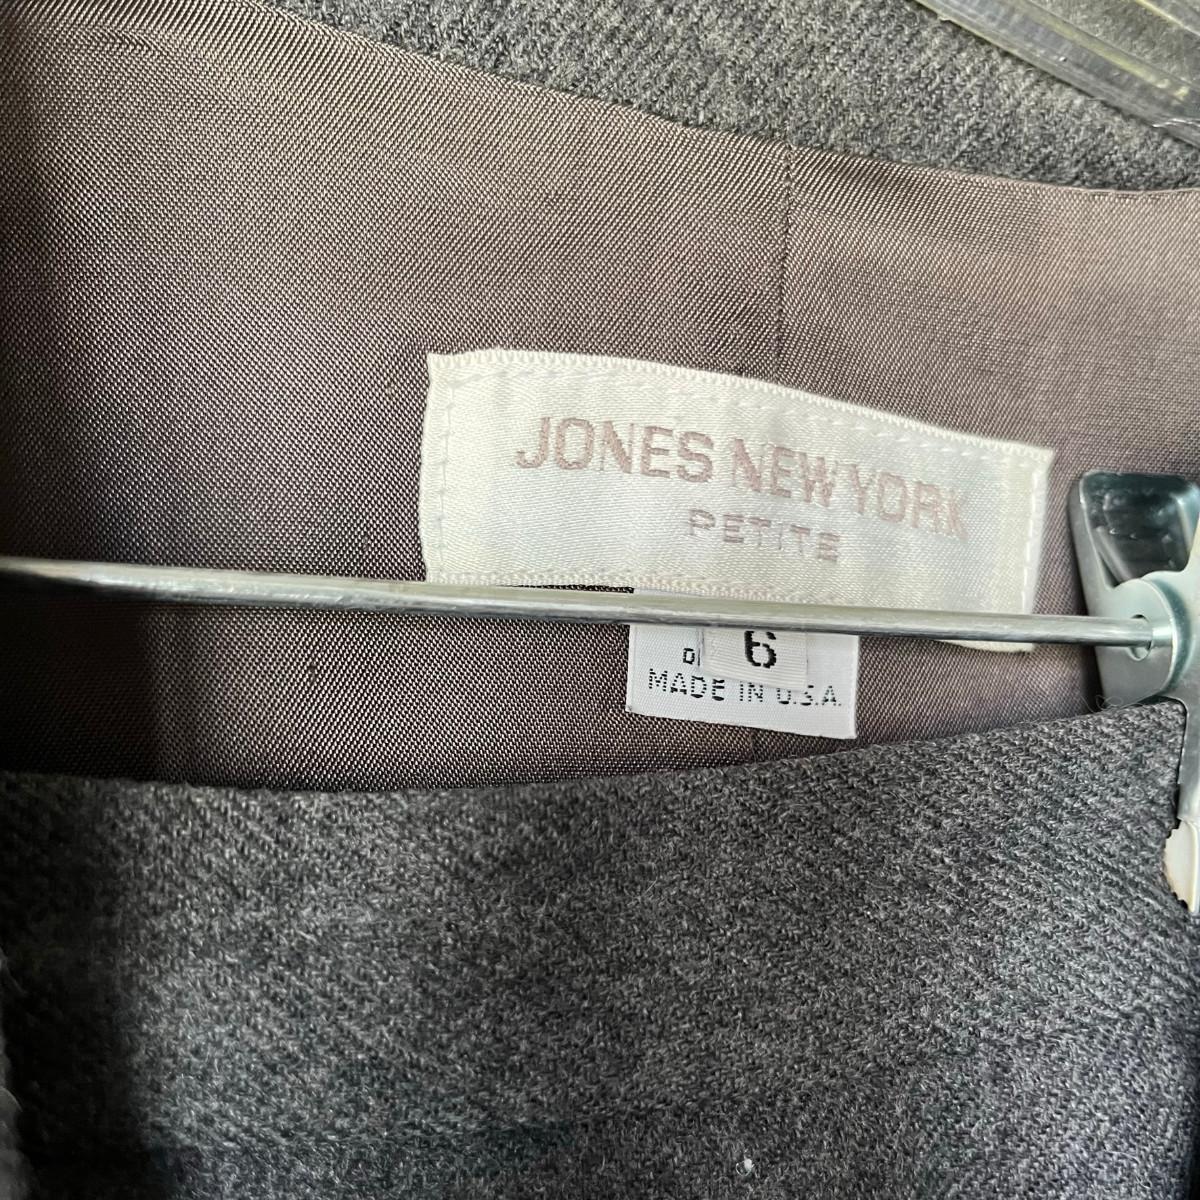 JONES NEW YORK
PETITE
6
MADE IN U.S.A.